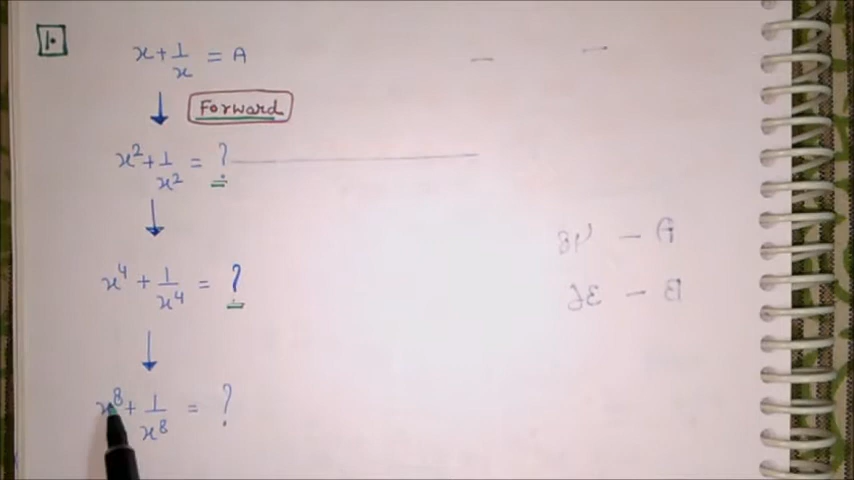 1.
x + 1/x = A
Forward
x² + 1/x² = ?
x⁴ + 1/x⁴ = ?
x⁸ + 1/x⁸ = ?